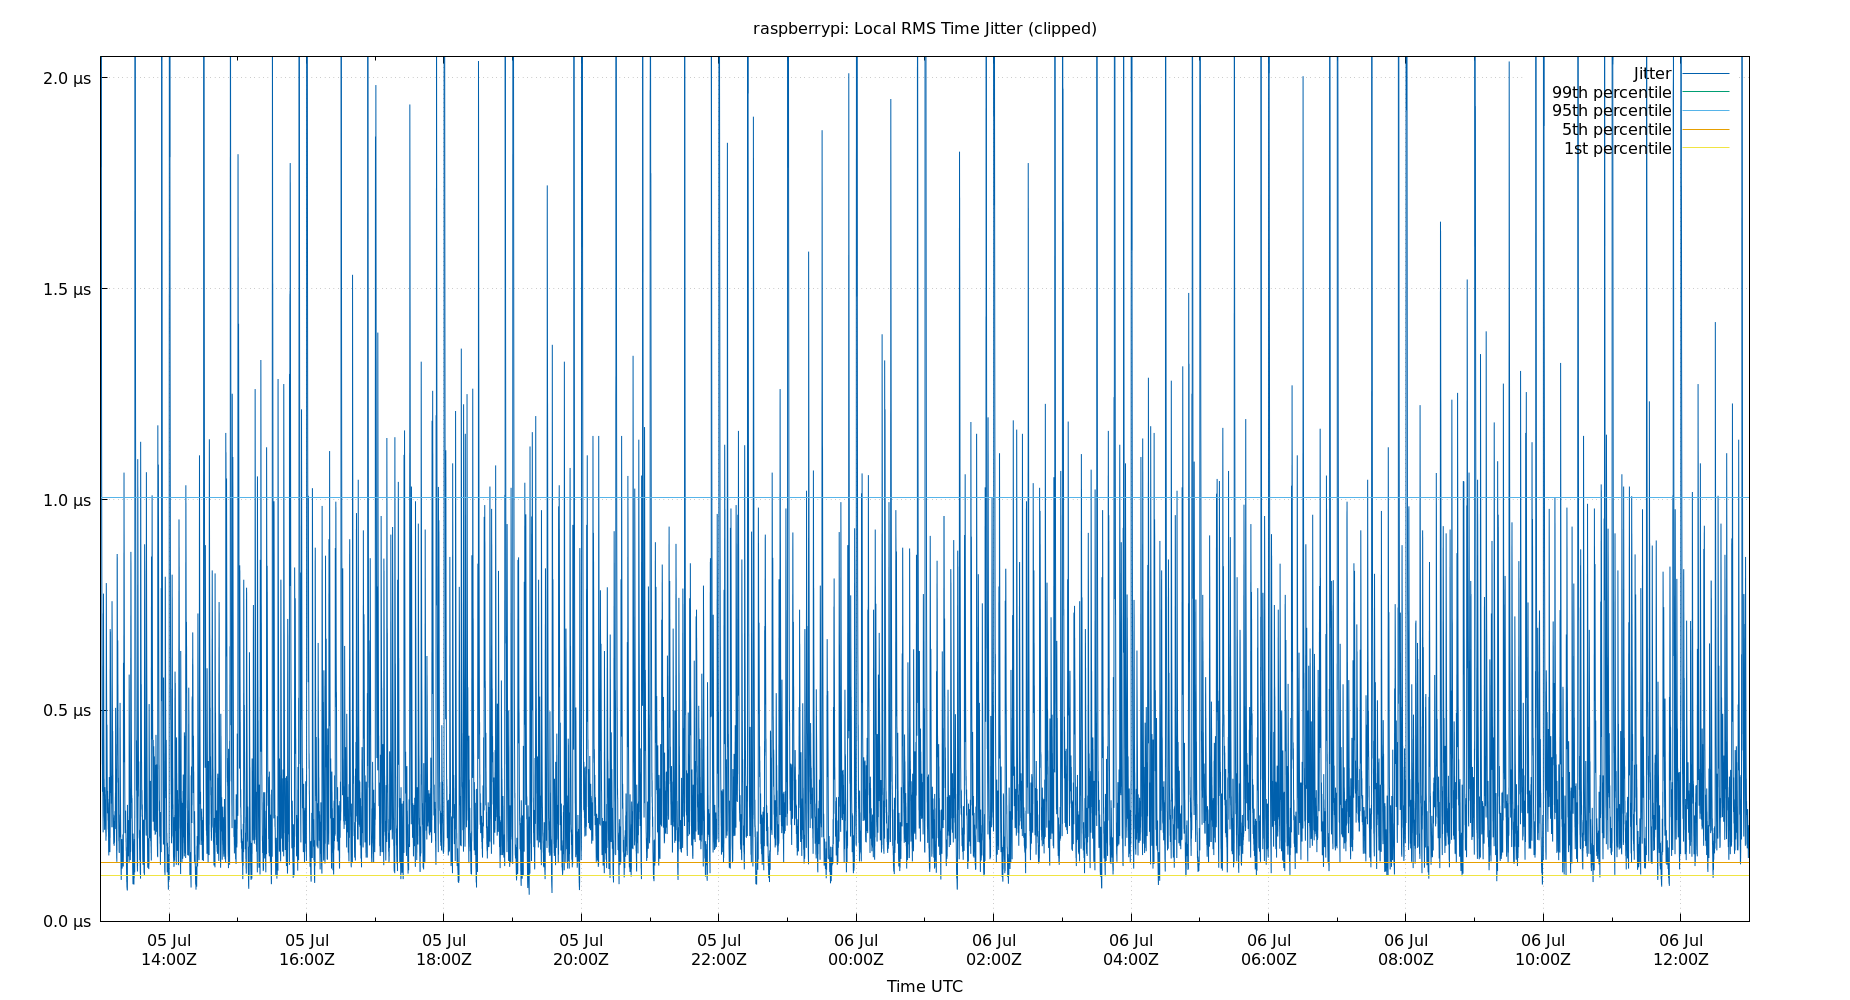 raspberrypi: Local RMS Time Jitter (clipped)
2.0 µs
1.5 µs
1.0 µs
0.5 µs
0.0 µs
Jitter
99th percentile
95th percentile
5th percentile
1st percentile
05 Jul 05 Jul 05 Jul 05 Jul 05 Jul 06 Jul 06 Jul 06 Jul 06 Jul 06 Jul 06 Jul 06 Jul
14:00Z 16:00Z 18:00Z 20:00Z 22:00Z 00:00Z 02:00Z 04:00Z 06:00Z 08:00Z 10:00Z 12:00Z
Time UTC